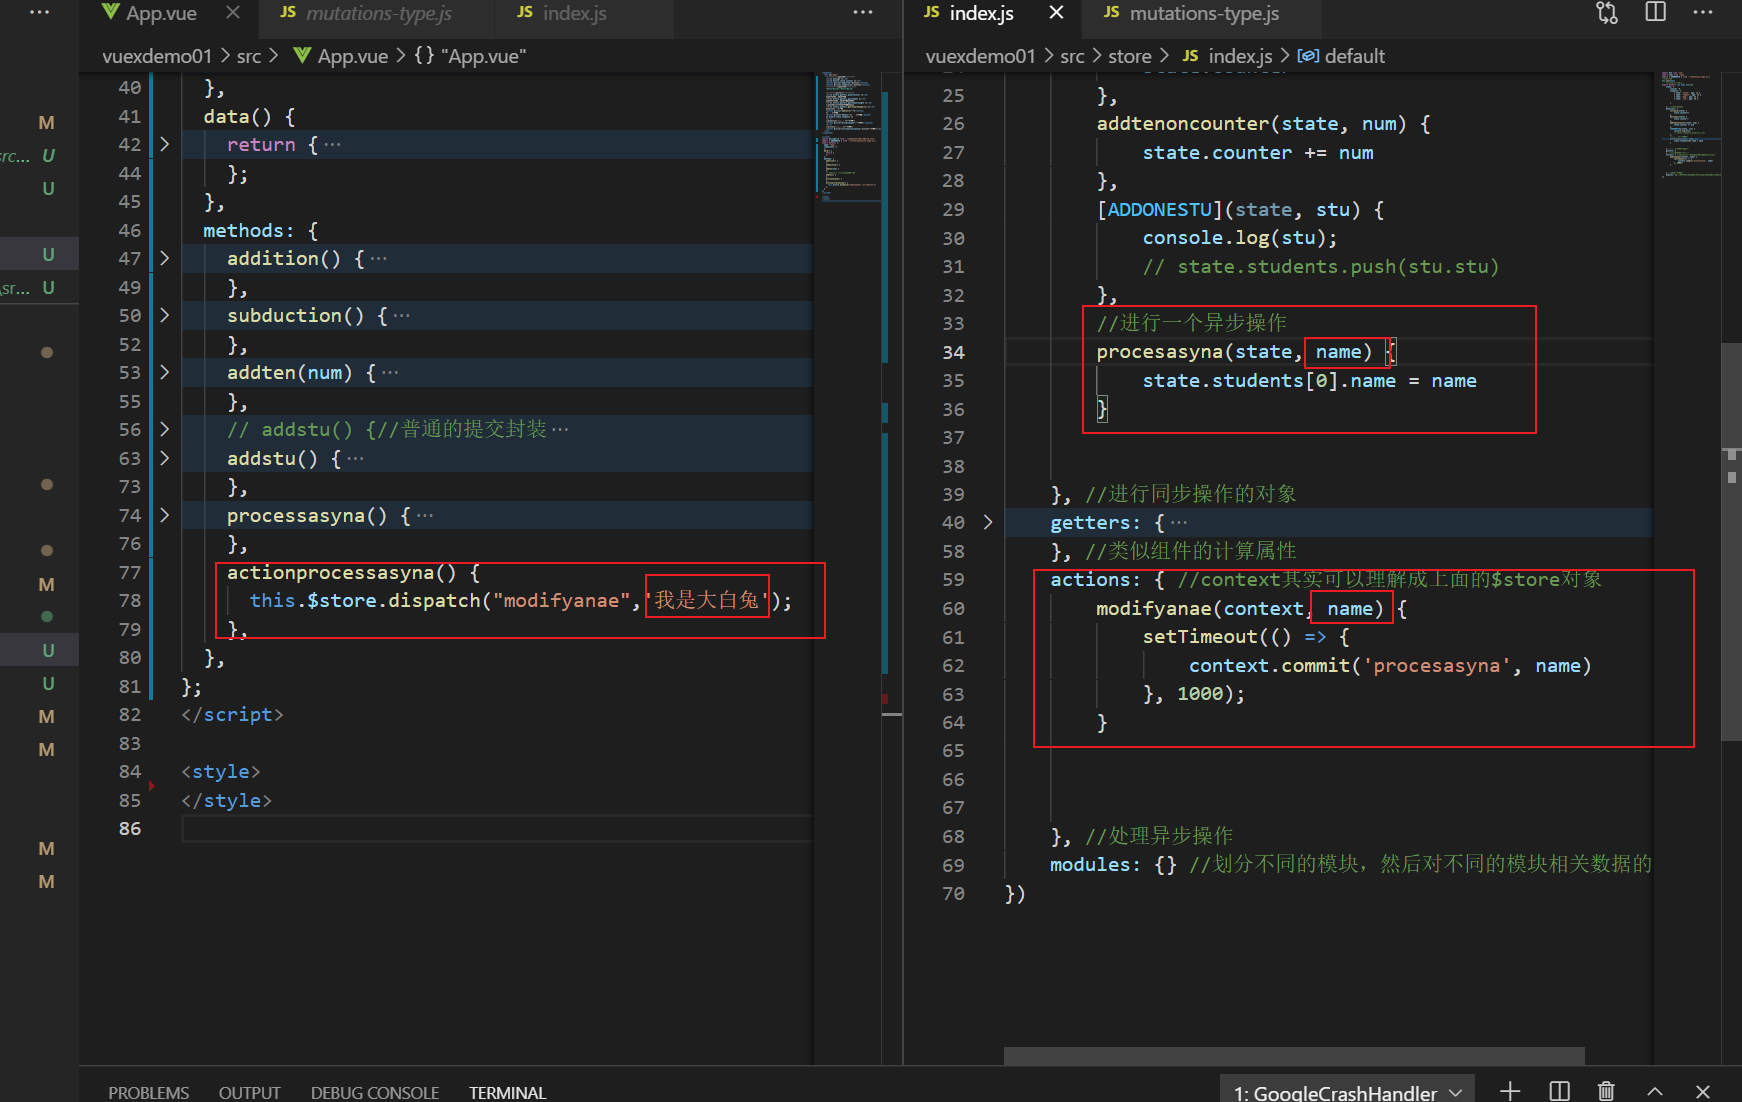 App.vue
JS mutations-type.js
JS index.js
vuexdemo01 > src > App.vue > {} "App.vue"
40 },
41 data() {
42 return {···
44 };
45 },
46 methods: {
47 addition() {···
49 },
50 subduction() {···
52 },
53 addten(num) {···
55 },
56 // addstu() {//普通的提交封装···
63 addstu() {···
73 },
74 processasyna() {···
76 },
77 actionprocessasyna() {
78 this.$store.dispatch("modifyanae",'我是大白兔');
79 },
80 },
81 };
82 </script>
83
84 <style>
85 </style>
86
M
src... U
U
U
\sr... U
M
U
U
M
M
M
M
JS index.js
JS mutations-type.js
vuexdemo01 > src > store > JS index.js > default
25 },
26 addtenoncounter(state, num) {
27 state.counter += num
28 },
29 [ADDONESTU](state, stu) {
30 console.log(stu);
31 // state.students.push(stu.stu)
32 },
33 //进行一个异步操作
34 procesasyna(state, name) {
35 state.students[0].name = name
36 }
37
38
39 }, //进行同步操作的对象
40 getters: {···
58 }, //类似组件的计算属性
59 actions: { //context其实可以理解成上面的$store对象
60 modifyanae(context, name) {
61 setTimeout(() => {
62 context.commit('procesasyna', name)
63 }, 1000);
64 }
65
66
67
68 }, //处理异步操作
69 modules: {} //划分不同的模块，然后对不同的模块相关数据的
70 })
PROBLEMS OUTPUT DEBUG CONSOLE TERMINAL
1: GoogleCrashHandler